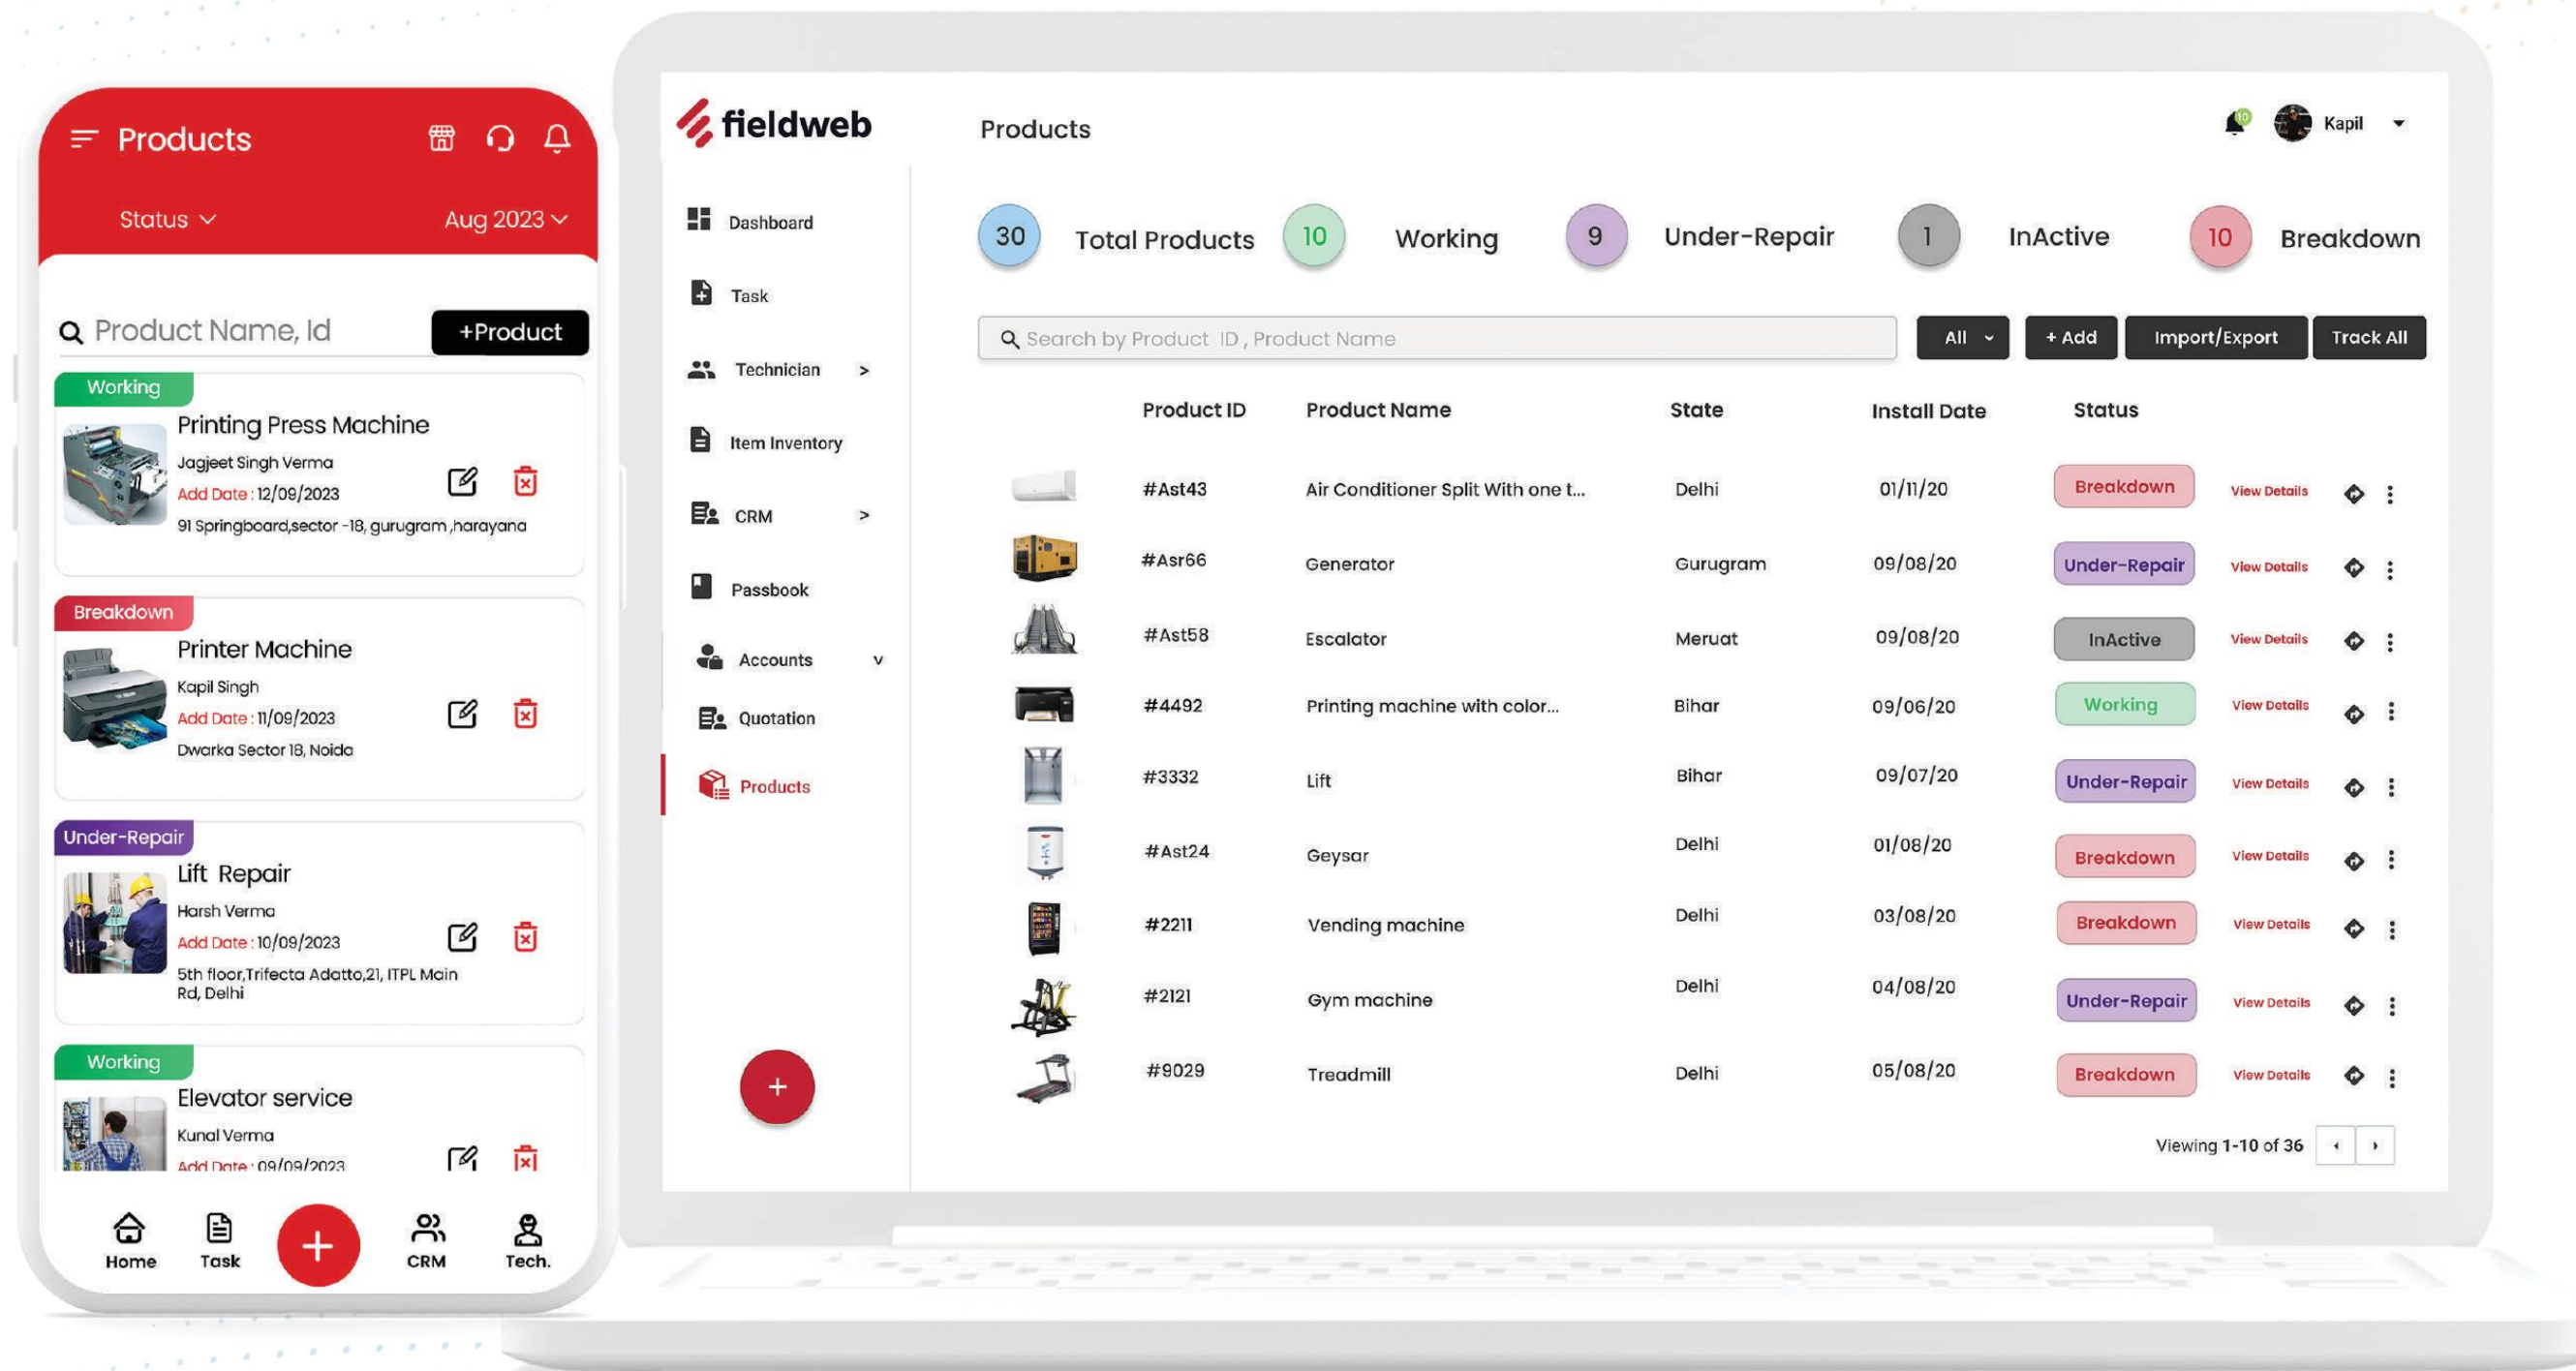 Products
Status
Aug 2023
Product Name, Id
+Product
Working
Printing Press Machine
Jagjeet Singh Verma
Add Date : 12/09/2023
91 Springboard,sector -18, gurugram ,harayana
Breakdown
Printer Machine
Kapil Singh
Add Date : 11/09/2023
Dwarka Sector 18, Noida
Under-Repair
Lift Repair
Harsh Verma
Add Date : 10/09/2023
5th floor,Trifecta Adatto,21, ITPL Main
Rd, Delhi
Working
Elevator service
Kunal Verma
Add Date : 09/09/2023
Home Task + CRM Tech.
fieldweb
Dashboard
Task
Technician >
Item Inventory
CRM >
Passbook
Accounts v
Quotation
Products
+
Products
10 Kapil
30 Total Products 10 Working 9 Under-Repair 1 InActive 10 Breakdown
Search by Product ID , Product Name All + Add Import/Export Track All
Product ID Product Name State Install Date Status
#Ast43 Air Conditioner Split With one t... Delhi 01/11/20 Breakdown View Details
#Asr66 Generator Gurugram 09/08/20 Under-Repair View Details
#Ast58 Escalator Meruat 09/08/20 InActive View Details
#4492 Printing machine with color... Bihar 09/06/20 Working View Details
#3332 Lift Bihar 09/07/20 Under-Repair View Details
#Ast24 Geysar Delhi 01/08/20 Breakdown View Details
#2211 Vending machine Delhi 03/08/20 Breakdown View Details
#2121 Gym machine Delhi 04/08/20 Under-Repair View Details
#9029 Treadmill Delhi 05/08/20 Breakdown View Details
Viewing 1-10 of 36